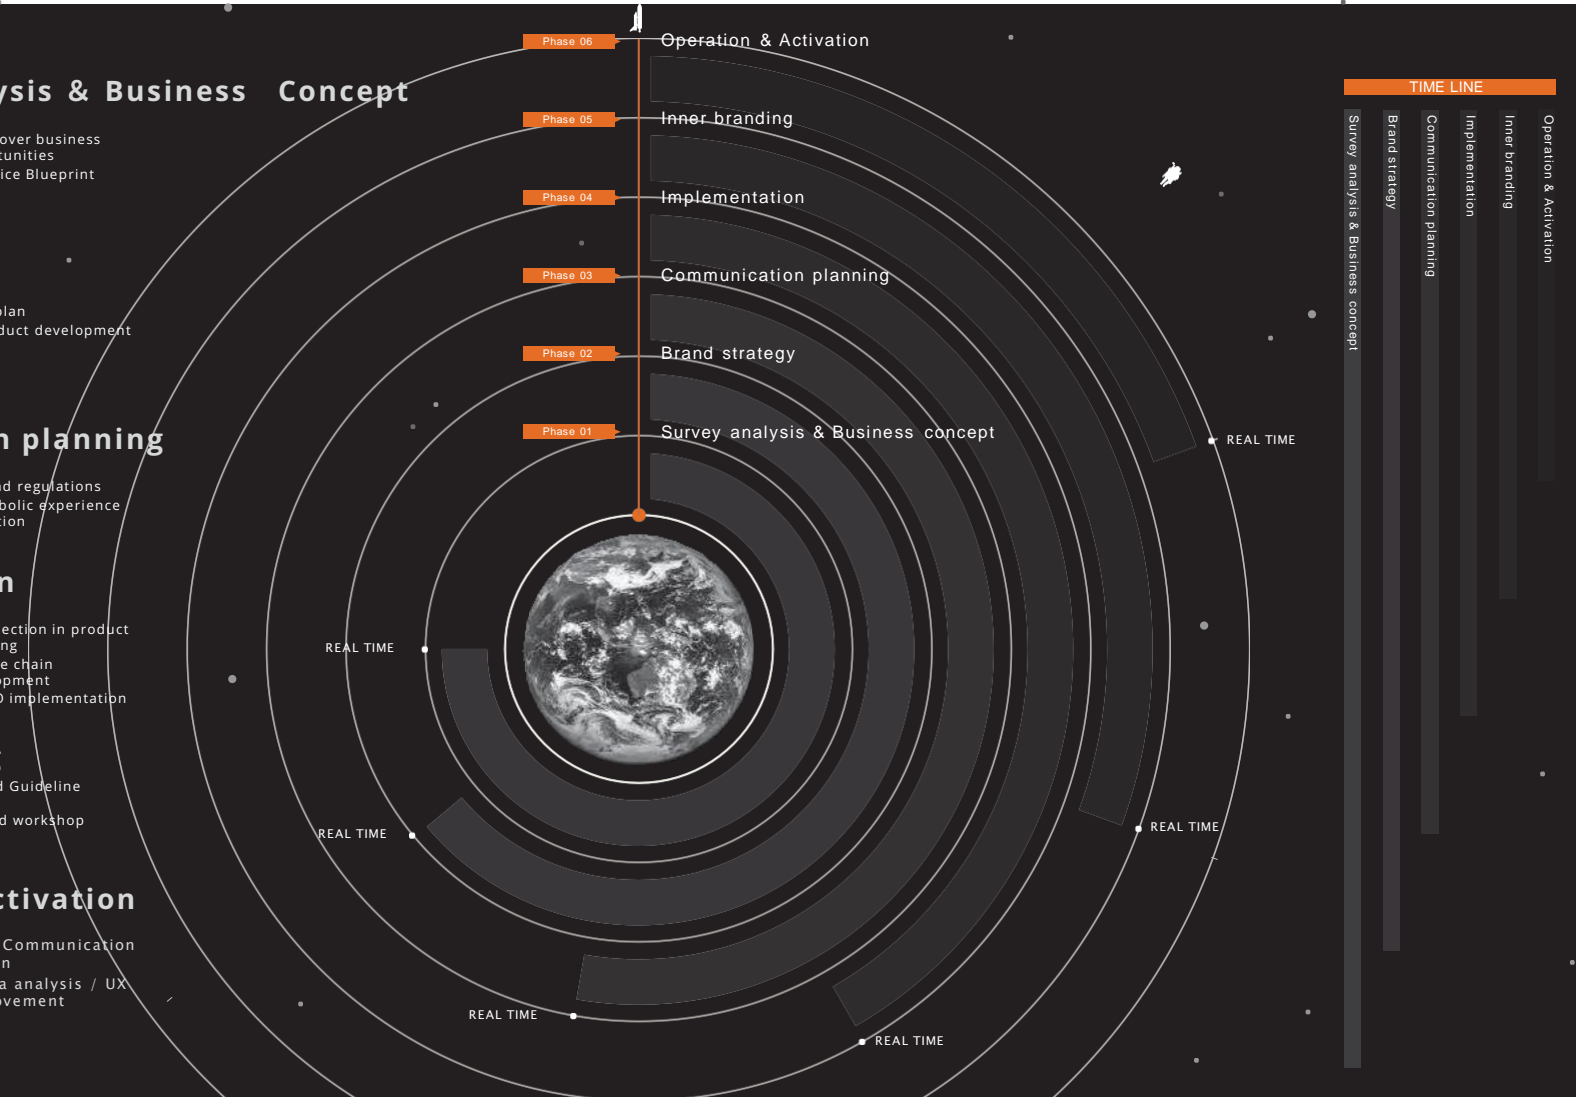 Phase 06
Operation & Activation
Phase 05
Inner branding
Phase 04
Implementation
Phase 03
Communication planning
Phase 02
Brand strategy
Phase 01
Survey analysis & Business concept
ysis & Business Concept
over business
tunities
ice Blueprint
plan
duct development
n planning
nd regulations
bolic experience
tion
n
ection in product
ng
e chain
opment
O implementation
d Guideline
d workshop
ctivation
Communication
n
a analysis / UX
ovement
REAL TIME
REAL TIME
REAL TIME
REAL TIME
REAL TIME
REAL TIME
TIME LINE
Survey analysis & Business concept
Brand strategy
Communication planning
Implementation
Inner branding
Operation & Activation